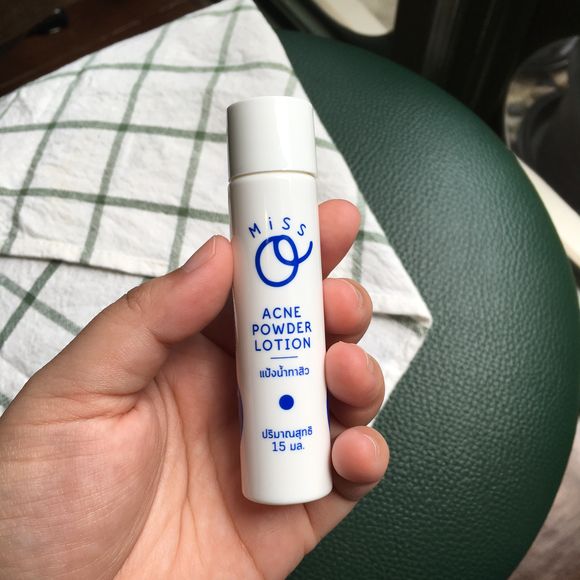 MiSS
O
ACNE
POWDER
LOTION
แป้งน้ำทาสิว
ปริมาณสุทธิ
15 มล.